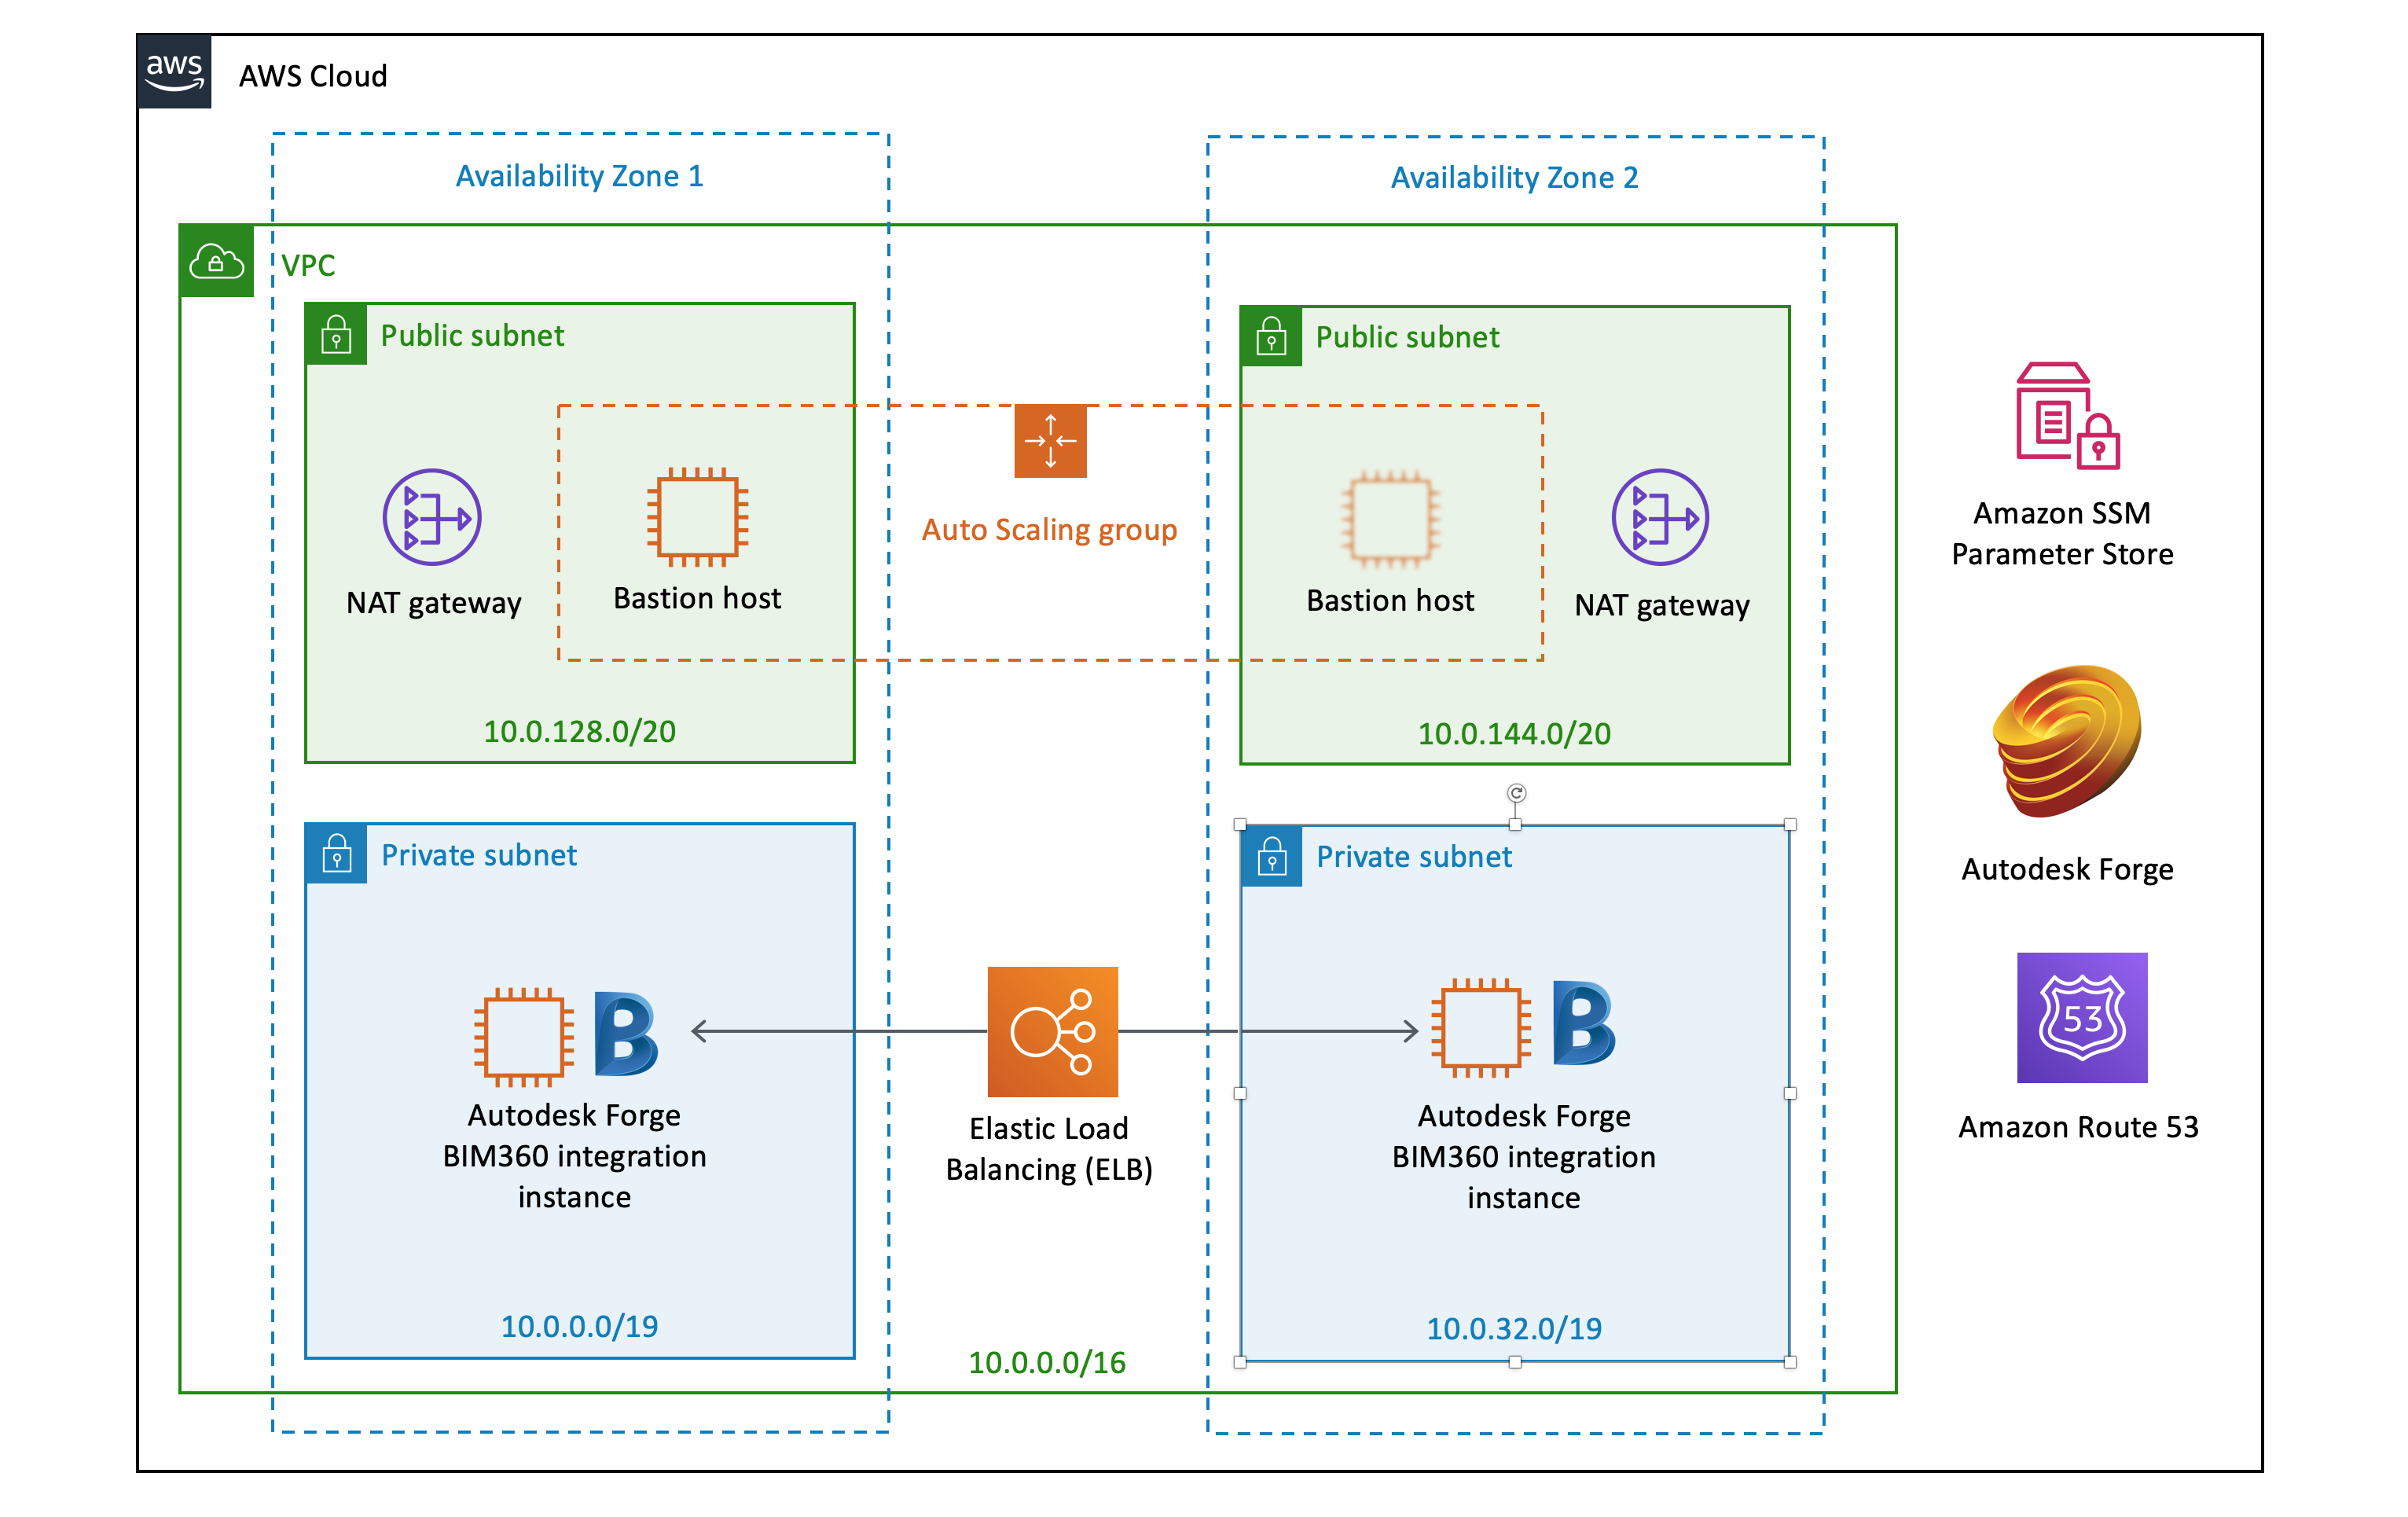 aws
AWS Cloud
Availability Zone 1
Availability Zone 2
VPC
Public subnet
Public subnet
NAT gateway
Bastion host
Auto Scaling group
Bastion host
NAT gateway
10.0.128.0/20
10.0.144.0/20
Amazon SSM
Parameter Store
Autodesk Forge
Private subnet
Private subnet
B
Autodesk Forge
BIM360 integration
instance
Elastic Load
Balancing (ELB)
B
Autodesk Forge
BIM360 integration
instance
53
Amazon Route 53
10.0.0.0/19
10.0.32.0/19
10.0.0.0/16